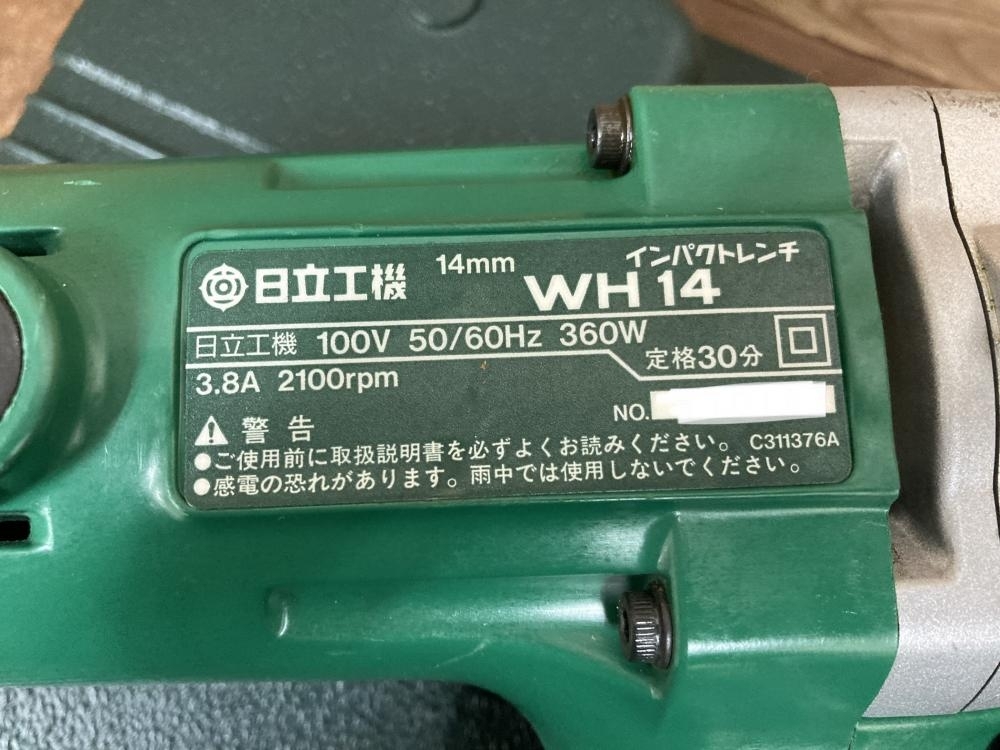 日立工機 14mm インパクトレンチ
WH 14
日立工機 100V 50/60Hz 360W
定格30分
3.8A 2100rpm
NO.
警告
●ご使用前に取扱説明書を必ずよくお読みください。 C311376A
●感電の恐れがあります。雨中では使用しないでください。